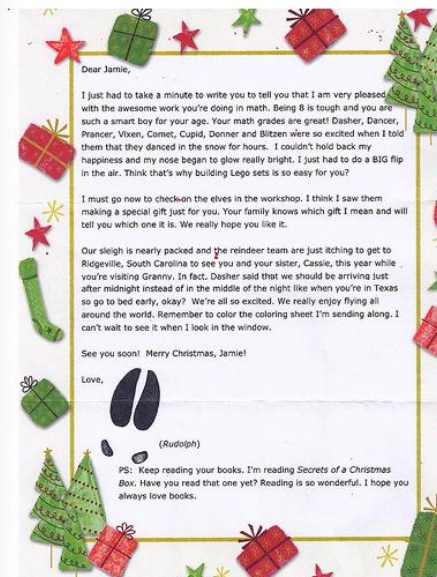 Dear Jamie,
I just had to take a minute to write you to tell you that I am very pleased
with the awesome work you're doing in math. Being 8 is tough and you are
such a smart boy for your age. Your math grades are great! Dasher, Dancer,
Prancer, Vixen, Comet, Cupid, Donner and Blitzen were so excited when I told
them that they danced in the snow for hours. I couldn't hold back my
happiness and my nose began to glow really bright. I just had to do a BIG flip
in the air. Think that's why building Lego sets is so easy for you?
I must go now to check on the elves in the workshop. I think I saw them
making a special gift just for you. Your family knows which gift I mean and will
tell you which one it is. We really hope you like it.
Our sleigh is nearly packed and the reindeer team are just itching to get to
Ridgeville, South Carolina to see you and your sister, Cassie, this year while
you're visiting Granny. In fact, Dasher said that we should be arriving just
after midnight instead of in the middle of the night like when you're in Texas
so go to bed early, okay? We're all so excited. We really enjoy flying all
around the world. Remember to color the coloring sheet I'm sending along. I
can't wait to see it when I look in the window.
See you soon! Merry Christmas, Jamie!
Love,
(Rudolph)
PS: Keep reading your books. I'm reading Secrets of a Christmas
Box. Have you read that one yet? Reading is so wonderful. I hope you
always love books.